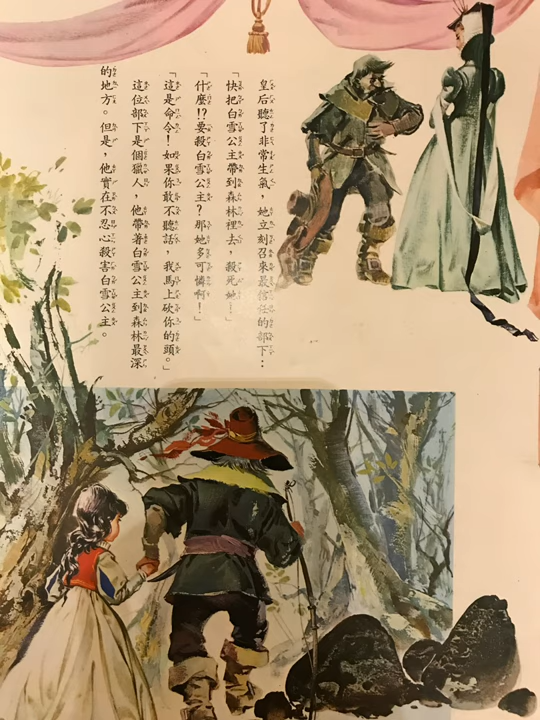 皇后聽了非常生氣，她立刻召來最信任的部下：
「快把白雪公主帶到森林裡去，殺死她！」
「什麼!?要殺白雪公主？那她多可憐啊！」
「這是命令！如果你敢不聽話，我馬上砍你的頭。」
這位部下是個獵人，他帶著白雪公主到森林最深
的地方。但是，他實在不忍心殺害白雪公主。